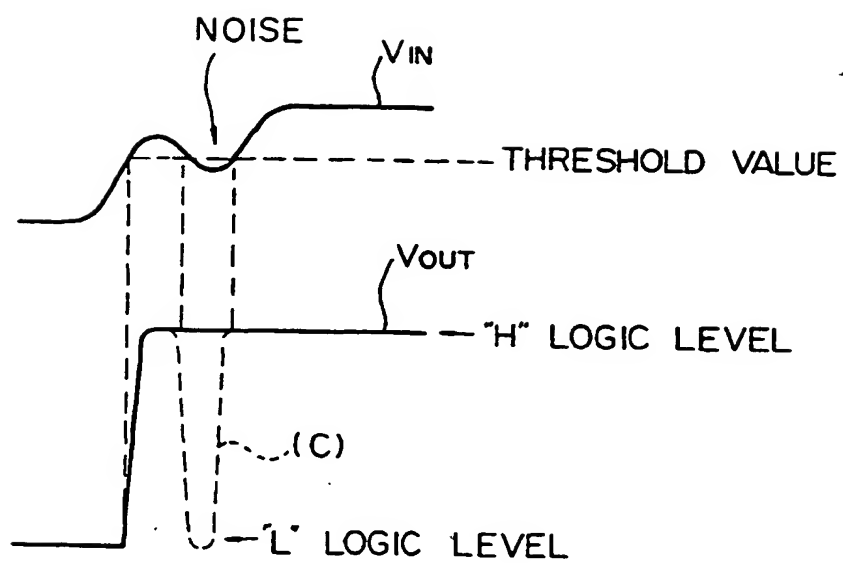 NOISE
VIN
THRESHOLD VALUE
VOUT
"H" LOGIC LEVEL
(C)
"L" LOGIC LEVEL